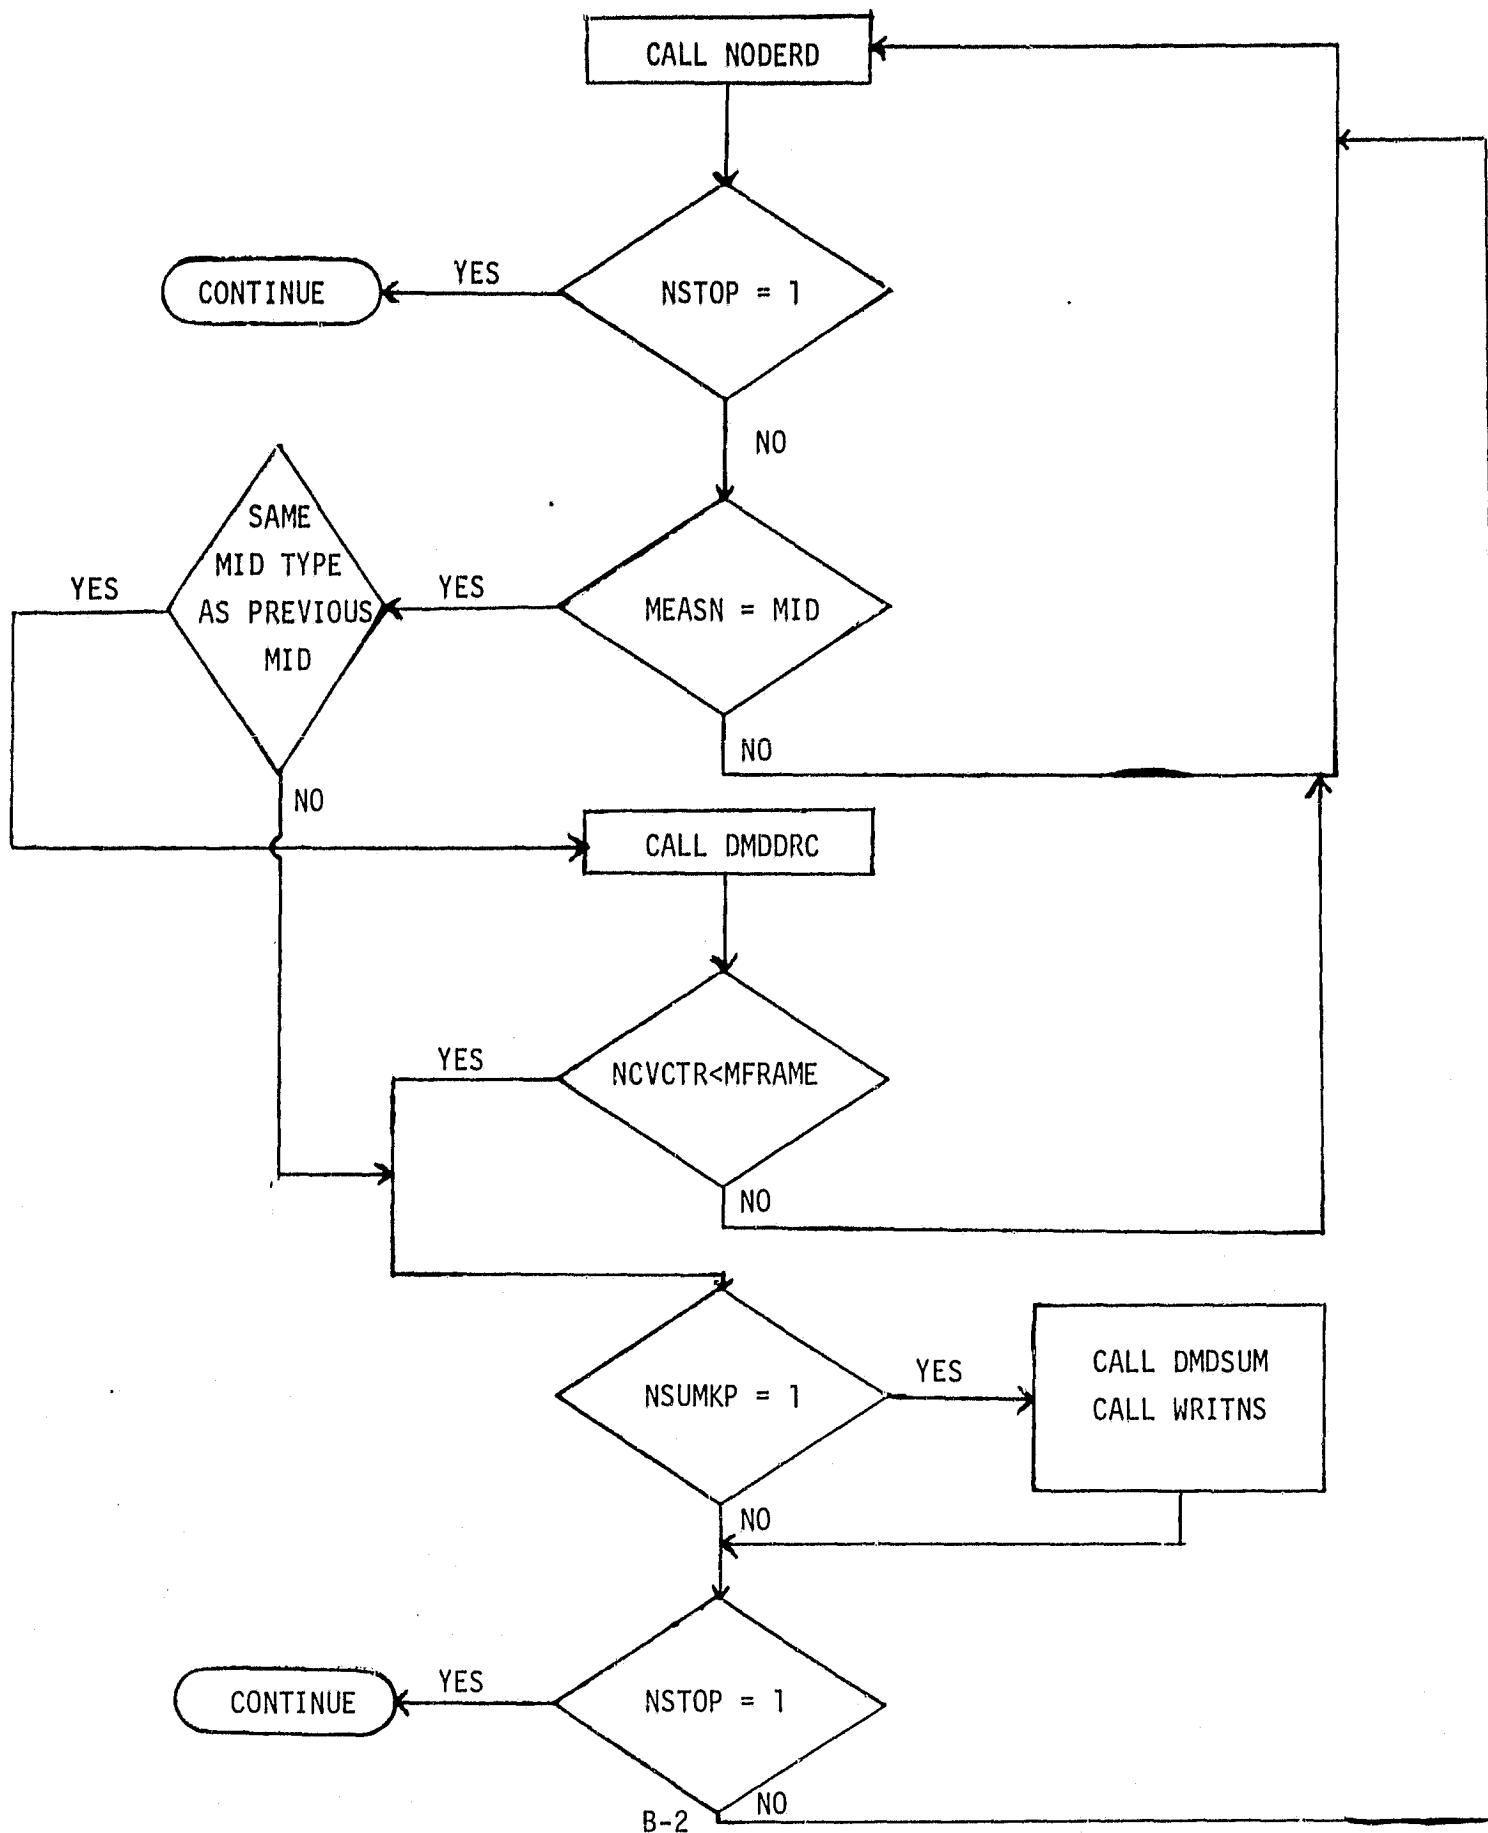 CALL NODERD
YES
CONTINUE
NSTOP = 1
NO
SAME
MID TYPE
AS PREVIOUS
MID
YES
YES
MEASN = MID
NO
NO
CALL DMDDRC
YES
NCVCTR<MFRAME
NO
NSUMKP = 1
YES
CALL DMDSUM
CALL WRITNS
NO
YES
CONTINUE
NSTOP = 1
NO
B-2